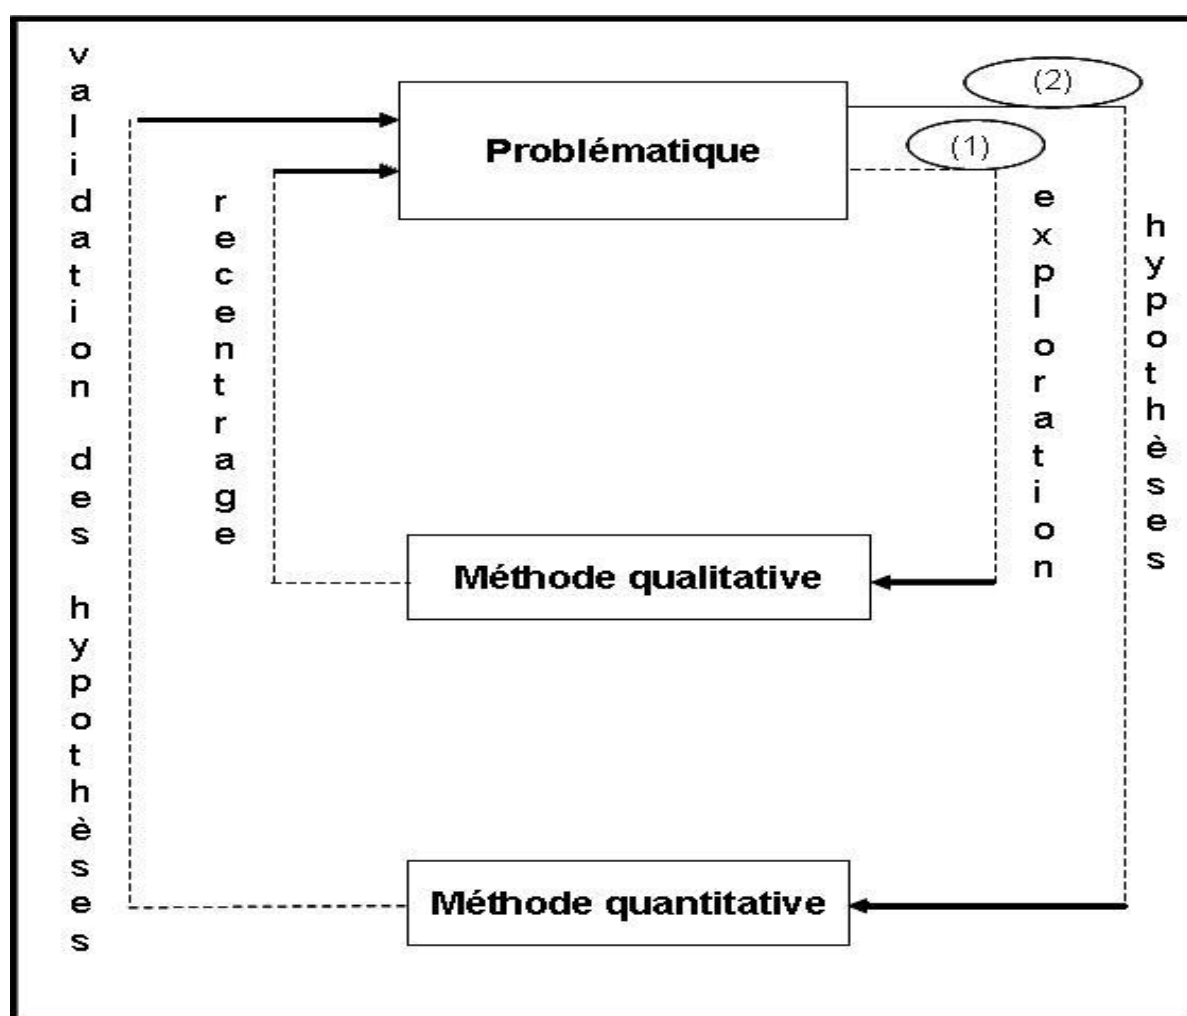 validation des hypothèses
recentrage
(2)
(1)
Problématique
exploration
hypothèses
Méthode qualitative
Méthode quantitative